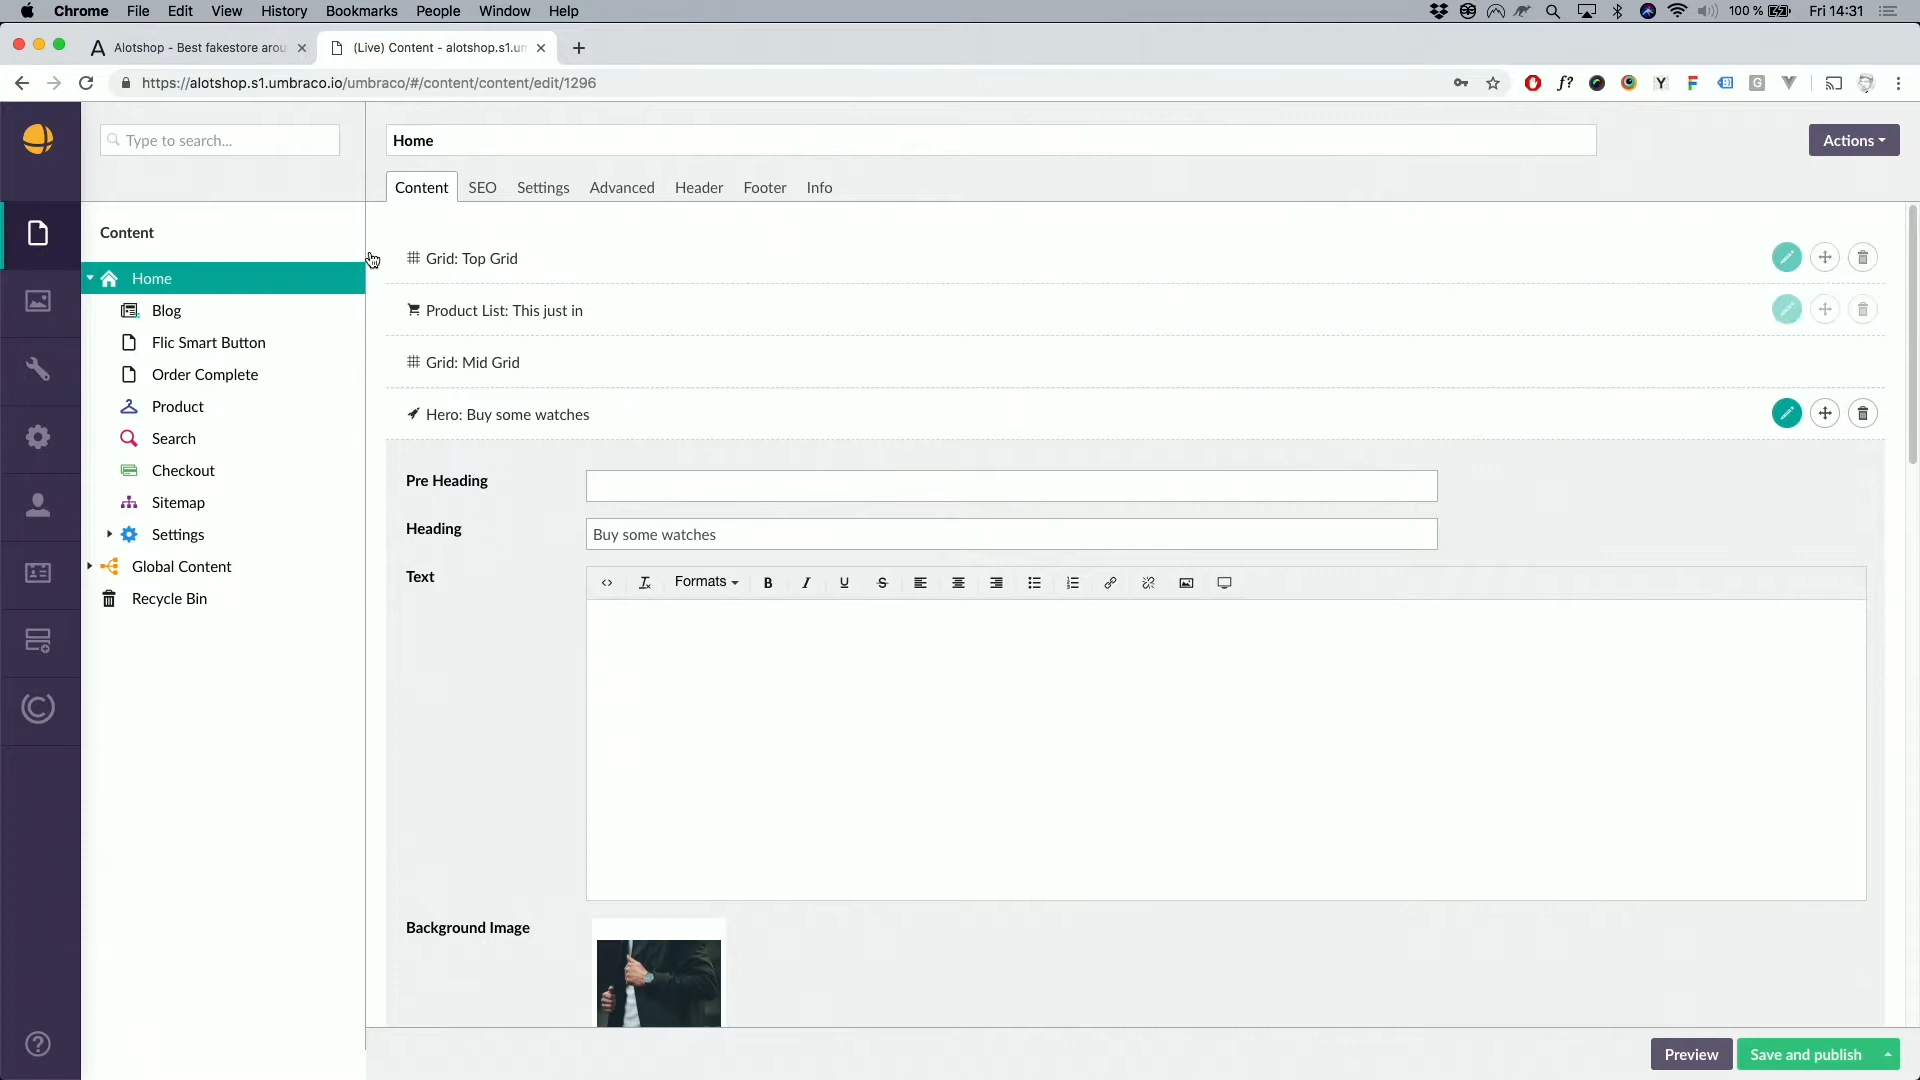 Chrome File Edit View History Bookmarks People Window Help
100 % Fri 14:31
Alotshop - Best fakestore arou
(Live) Content - alotshop.s1.um
https://alotshop.s1.umbraco.io/umbraco/#/content/content/edit/1296
f?
Y
F
G
Type to search...
Home
Actions
Content SEO Settings Advanced Header Footer Info
Content
Home
Blog
Flic Smart Button
Order Complete
Product
Search
Checkout
Sitemap
Settings
Global Content
Recycle Bin
Grid: Top Grid
Product List: This just in
Grid: Mid Grid
Hero: Buy some watches
Pre Heading
Heading
Buy some watches
Text
Formats B I U S
Background Image
Preview
Save and publish